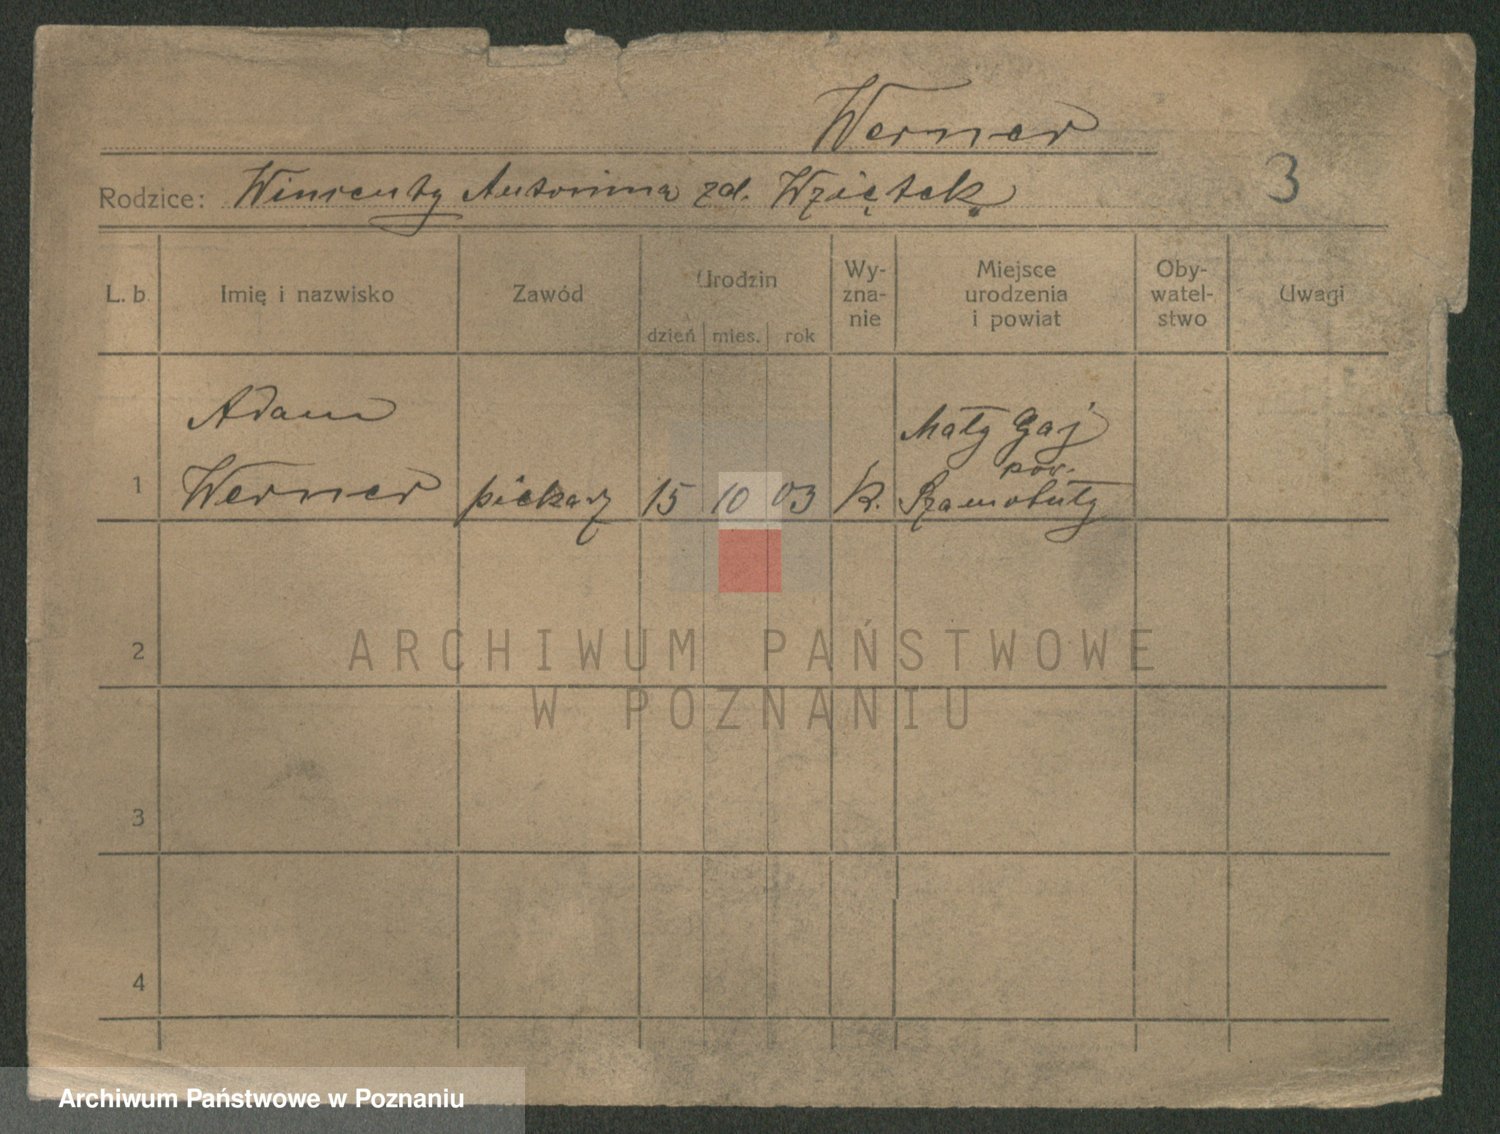 Werner
Rodzice: Wincenty Antonina zd. Wziętek
3
L. b. Imię i nazwisko Zawód Urodzin dzień mies. rok Wy-zna-nie Miejsce urodzenia i powiat Oby-watel-stwo Uwagi
Adam Mały Gaj
pow.
1 Werner piekarz 15 10 03 k. Szamotuły
2
ARCHIWUM PAŃSTWOWE
W POZNANIU
3
4
Archiwum Państwowe w Poznaniu